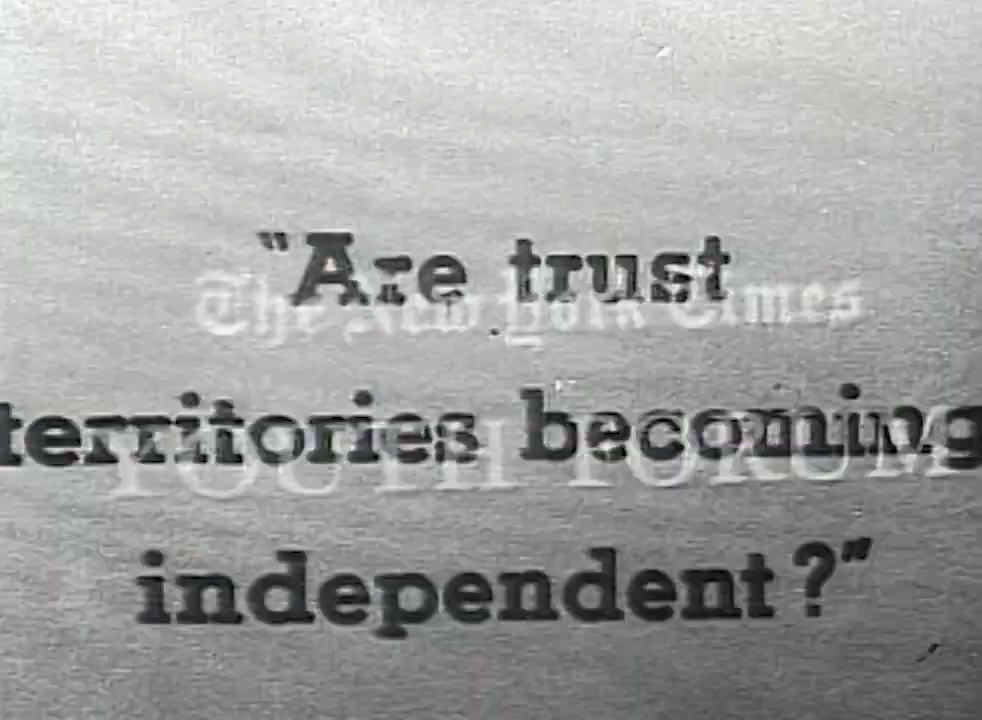 "Are trust
The New York Times
territories becoming
YOUTH FORUM
independent?"